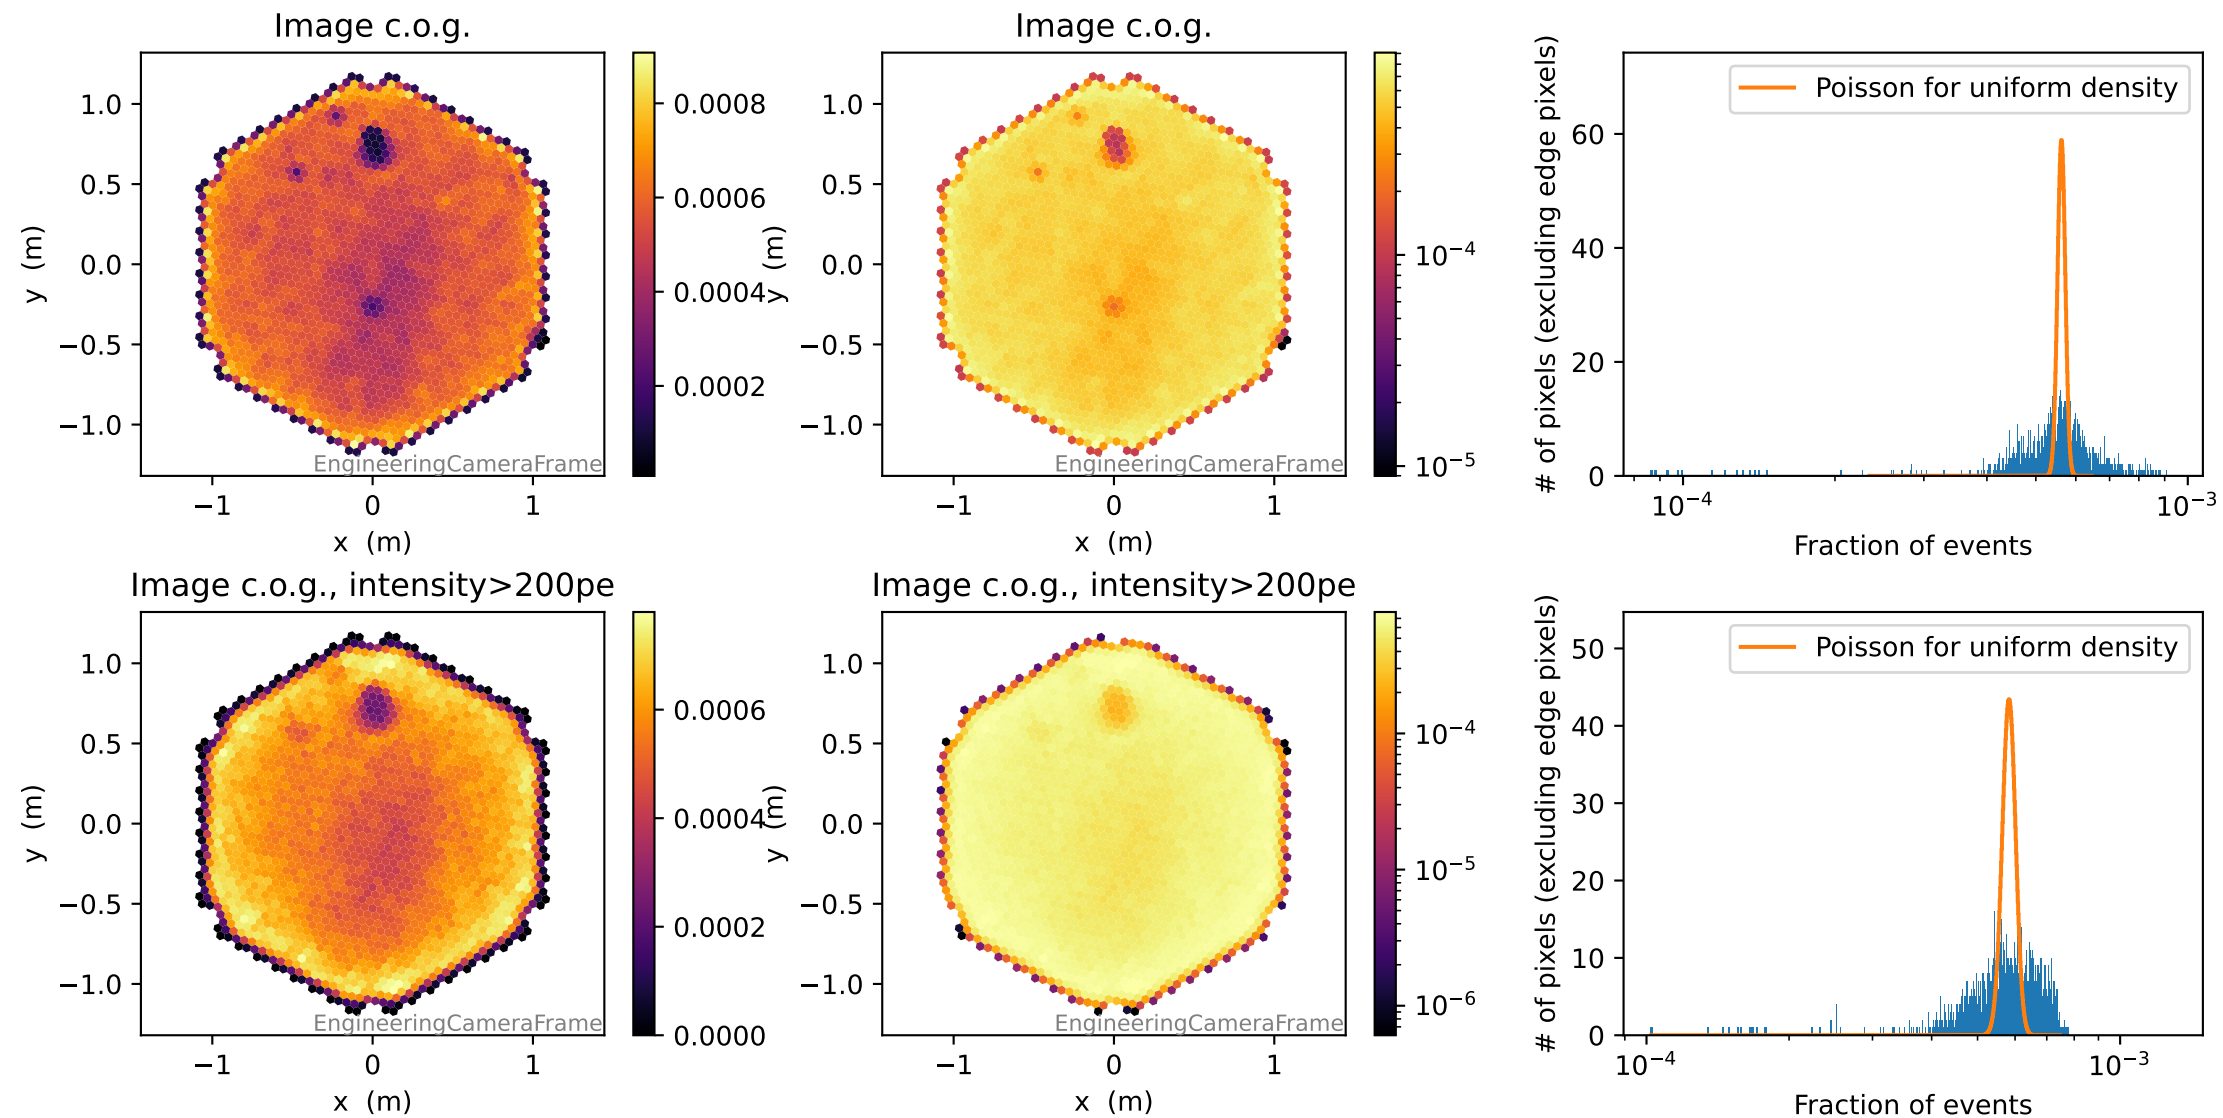 Image c.o.g.
1.0
0.5
0.0
−0.5
−1.0
y (m)
−1
0
1
x (m)
EngineeringCameraFrame
0.0008
0.0006
0.0004
0.0002
Image c.o.g.
1.0
0.5
0.0
−0.5
−1.0
y (m)
−1
0
1
x (m)
EngineeringCameraFrame
10⁻⁴
10⁻⁵
# of pixels (excluding edge pixels)
60
40
20
0
Poisson for uniform density
10⁻⁴
10⁻³
Fraction of events
Image c.o.g., intensity>200pe
1.0
0.5
0.0
−0.5
−1.0
y (m)
−1
0
1
x (m)
EngineeringCameraFrame
0.0006
0.0004
0.0002
0.0000
Image c.o.g., intensity>200pe
1.0
0.5
0.0
−0.5
−1.0
y (m)
−1
0
1
x (m)
EngineeringCameraFrame
10⁻⁴
10⁻⁵
10⁻⁶
# of pixels (excluding edge pixels)
50
40
30
20
10
0
Poisson for uniform density
10⁻⁴
10⁻³
Fraction of events